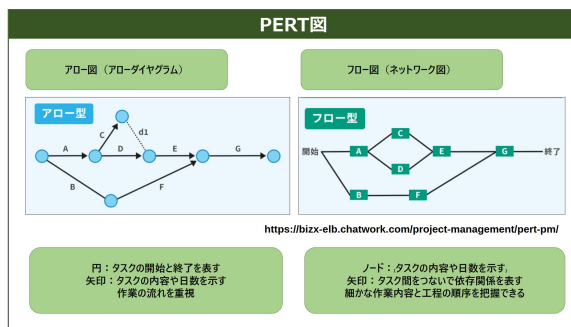 PERT図
アロー図（アローダイヤグラム）
フロー図（ネットワーク図）
アロー型
A
B
C
D
d1
E
F
G
フロー型
開始
A
B
C
D
E
F
G
終了
https://bizx-elb.chatwork.com/project-management/pert-pm/
円：タスクの開始と終了を表す
矢印：タスクの内容や日数を示す
作業の流れを重視
ノード：タスクの内容や日数を示す
矢印：タスク間をつないで依存関係を表す
細かな作業内容と工程の順序を把握できる